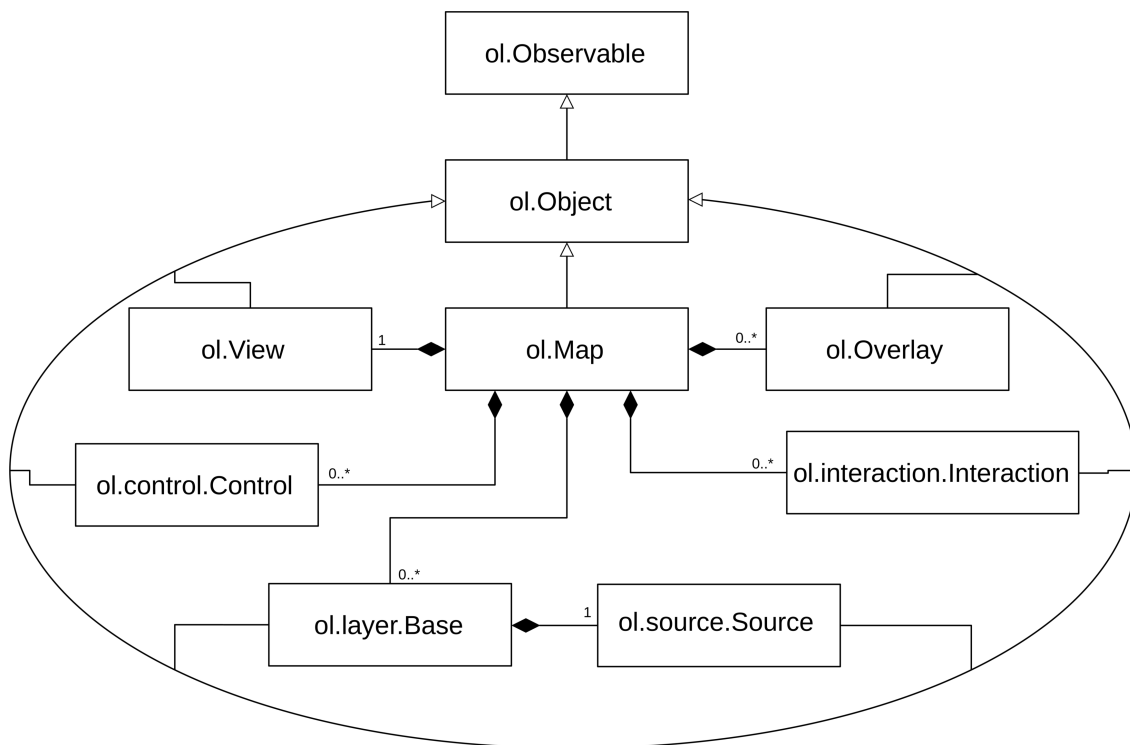 ol.Observable
ol.Object
ol.View
1
ol.Map
0..*
ol.Overlay
ol.control.Control
0..*
0..*
ol.interaction.Interaction
0..*
ol.layer.Base
1
ol.source.Source